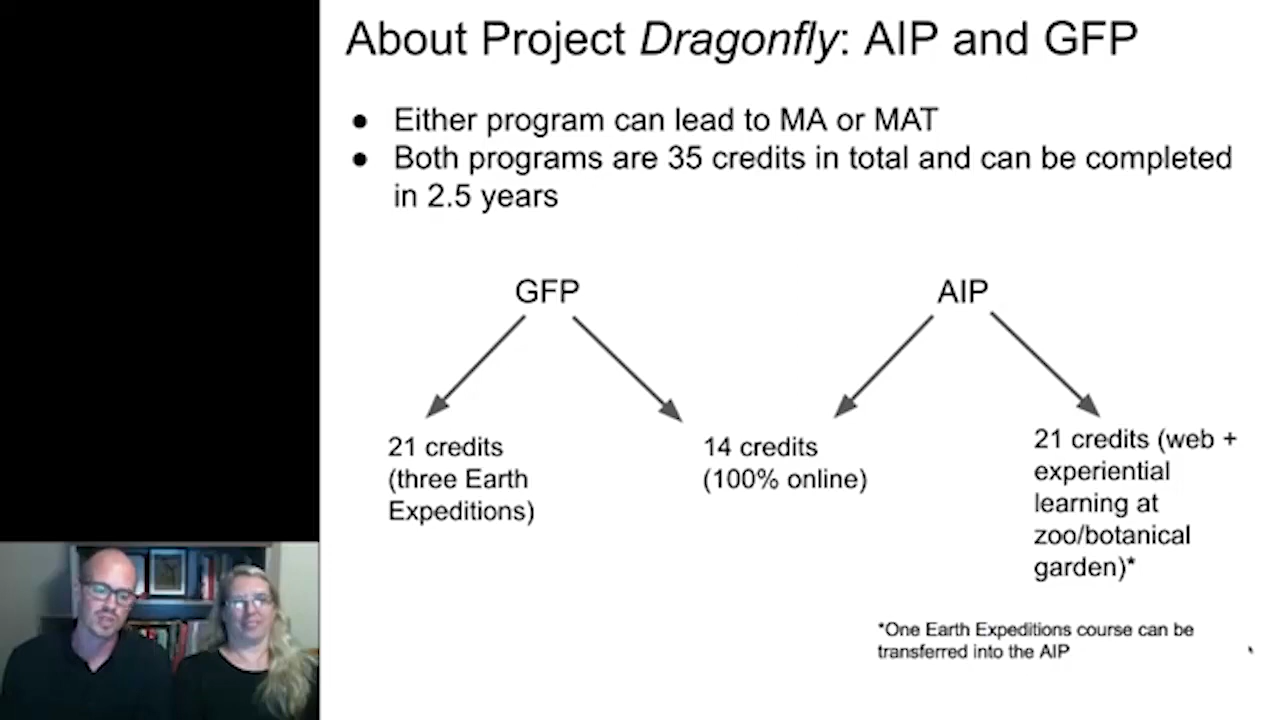 About Project Dragonfly: AIP and GFP
● Either program can lead to MA or MAT
● Both programs are 35 credits in total and can be completed
in 2.5 years
GFP
AIP
21 credits
(three Earth
Expeditions)
14 credits
(100% online)
21 credits (web +
experiential
learning at
zoo/botanical
garden)*
*One Earth Expeditions course can be
transferred into the AIP